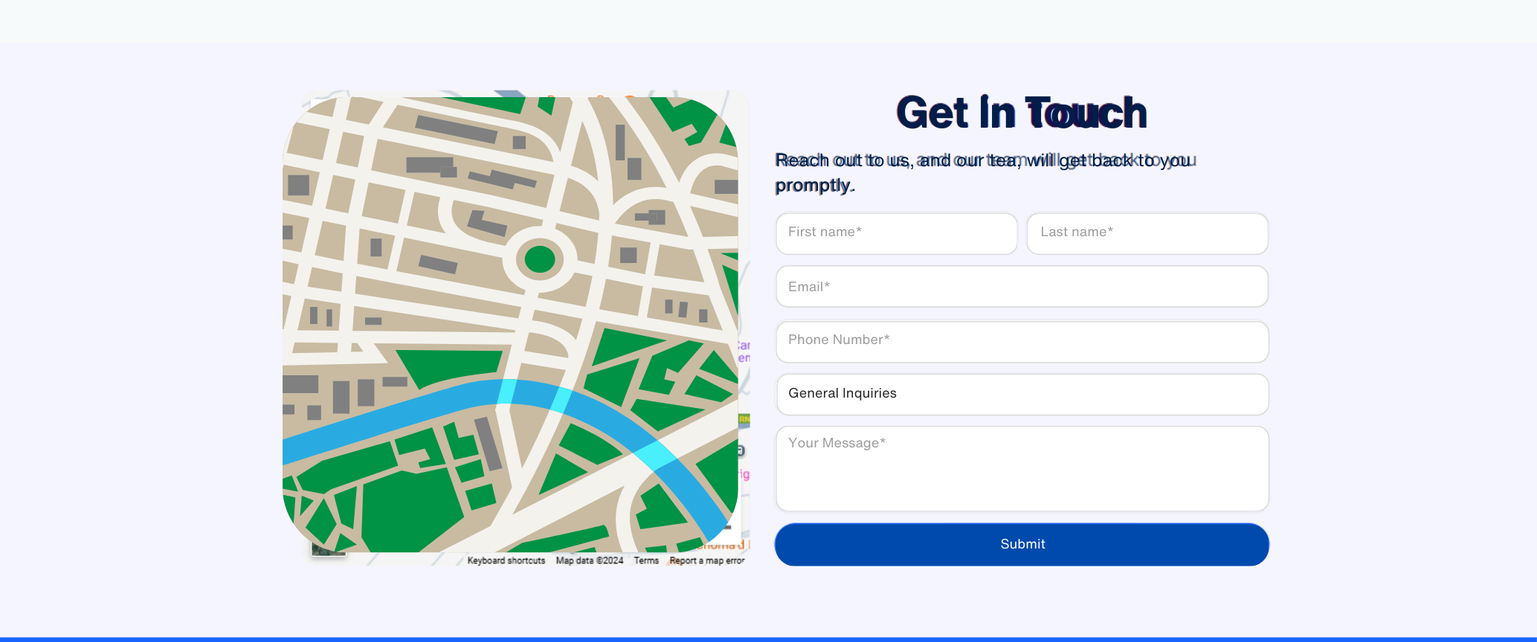 Get in Touch
Reach out to us, and our tea, will get back to you
promptly.
First name*
Last name*
Email*
Phone Number*
General Inquiries
Your Message*
Submit
Keyboard shortcuts
Map data ©2024
Terms
Report a map error